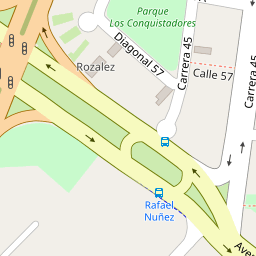 Parque
Los Conquistadores
Diagonal 57
Carrera 45
Rozalez
Calle 57
Carrera 45
Rafael
Nuñez
Ave